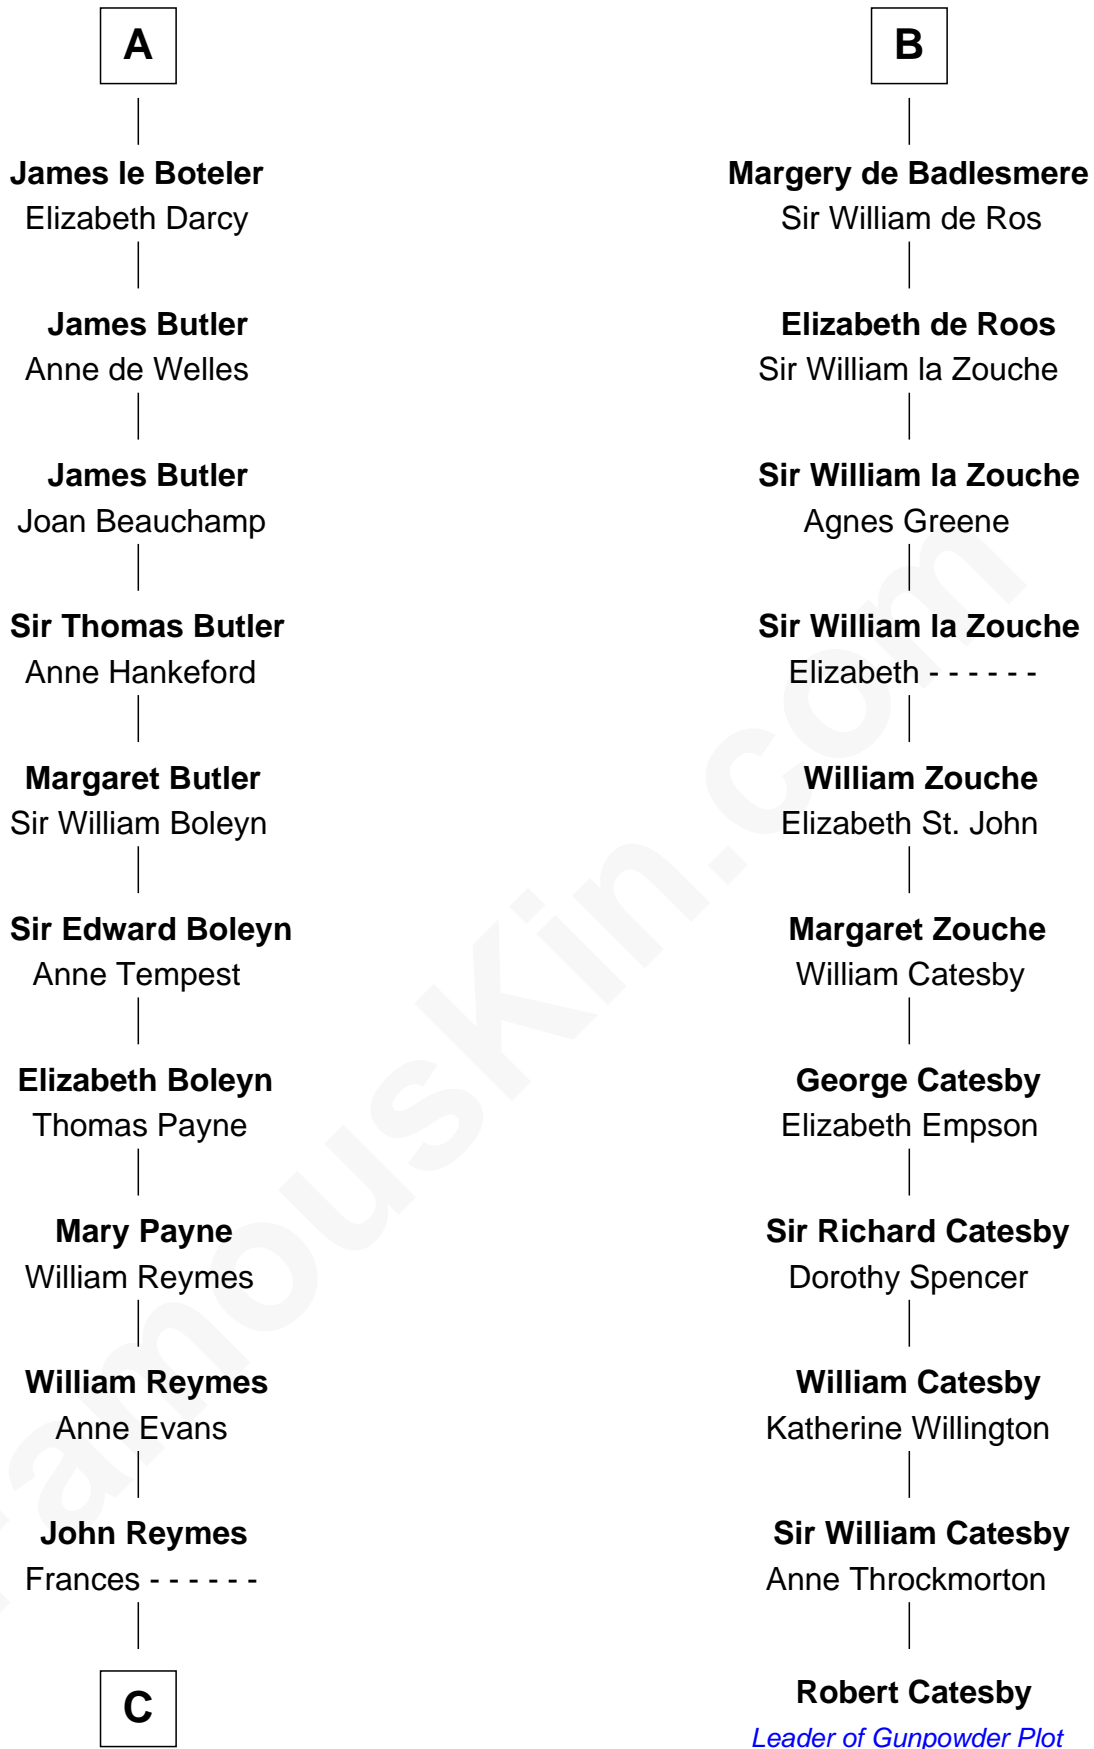 A
James le Boteler
Elizabeth Darcy
James Butler
Anne de Welles
James Butler
Joan Beauchamp
Sir Thomas Butler
Anne Hankeford
Margaret Butler
Sir William Boleyn
Sir Edward Boleyn
Anne Tempest
Elizabeth Boleyn
Thomas Payne
Mary Payne
William Reymes
William Reymes
Anne Evans
John Reymes
Frances - - - - - -
C
B
Margery de Badlesmere
Sir William de Ros
Elizabeth de Roos
Sir William la Zouche
Sir William la Zouche
Agnes Greene
Sir William la Zouche
Elizabeth - - - - - -
William Zouche
Elizabeth St. John
Margaret Zouche
William Catesby
George Catesby
Elizabeth Empson
Sir Richard Catesby
Dorothy Spencer
William Catesby
Katherine Willington
Sir William Catesby
Anne Throckmorton
Robert Catesby
Leader of Gunpowder Plot
FamousKin.com